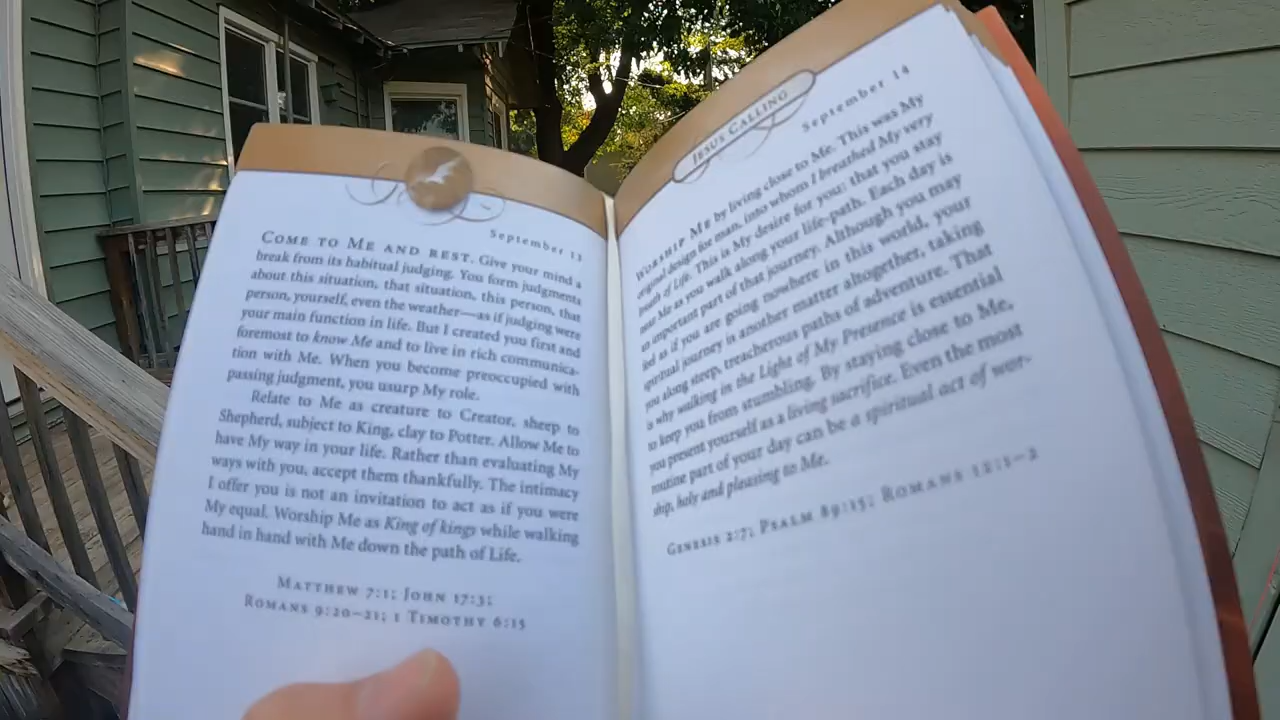 September 13
COME TO ME AND REST. Give your mind a
break from its habitual judging. You form judgments
about this situation, that situation, this person, that
person, yourself, even the weather—as if judging were
your main function in life. But I created you first and
foremost to know Me and to live in rich communica-
tion with Me. When you become preoccupied with
passing judgment, you usurp My role.
Relate to Me as creature to Creator, sheep to
Shepherd, subject to King, clay to Potter. Allow Me to
have My way in your life. Rather than evaluating My
ways with you, accept them thankfully. The intimacy
I offer you is not an invitation to act as if you were
My equal. Worship Me as King of kings while walking
hand in hand with Me down the path of Life.
MATTHEW 7:1; JOHN 17:3;
ROMANS 9:20–21; 1 TIMOTHY 6:15
JESUS CALLING
September 14
WORSHIP ME by living close to Me. This was My
original design for man, into whom I breathed My very
breath of Life. This is My desire for you: that you stay
near Me as you walk along your life-path. Each day is
an important part of that journey. Although you may
feel as if you are going nowhere in this world, your
spiritual journey is another matter altogether, taking
you along steep, treacherous paths of adventure. That
is why walking in the Light of My Presence is essential
to keep you from stumbling. By staying close to Me,
you present yourself as a living sacrifice. Even the most
routine part of your day can be a spiritual act of wor-
ship, holy and pleasing to Me.
GENESIS 2:7; PSALM 89:15; ROMANS 12:1–2